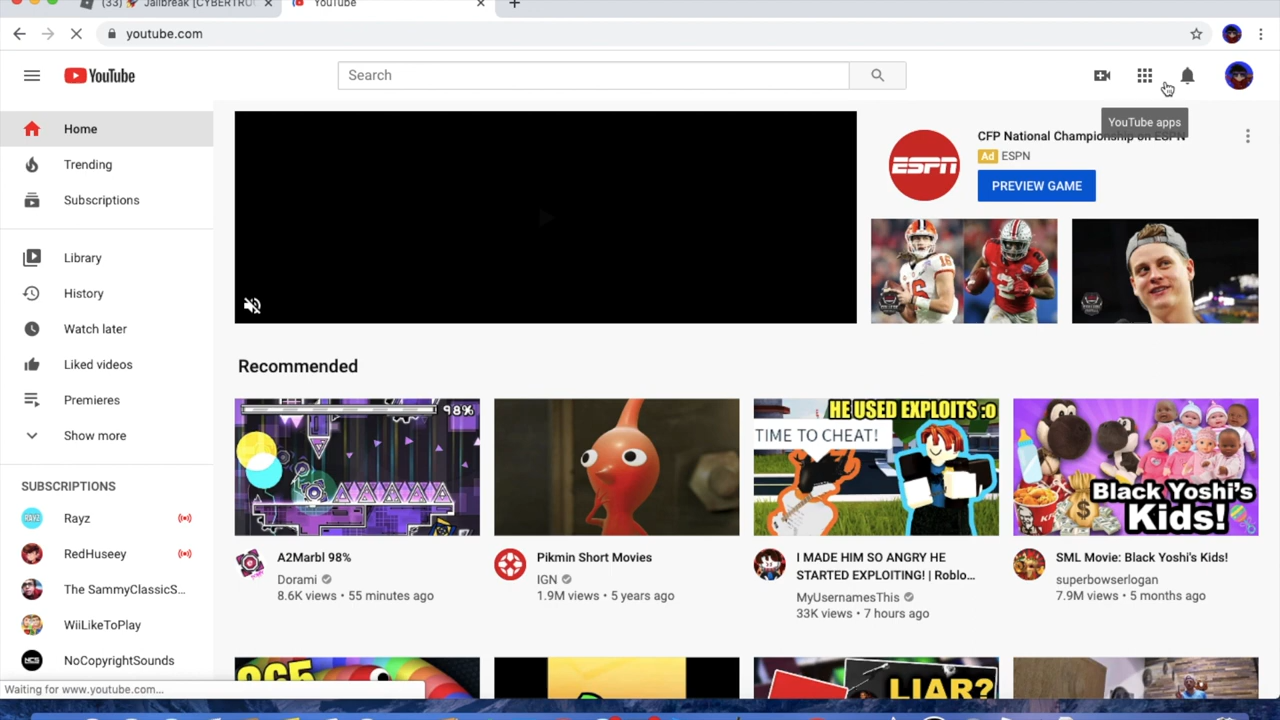 (33) 🚀 Jailbreak [CYBERTRU
YouTube
youtube.com
YouTube
Search
YouTube apps
Home
Trending
Subscriptions
Library
History
Watch later
Liked videos
Premieres
Show more
SUBSCRIPTIONS
RAYZ
Rayz
RedHuseey
The SammyClassicS...
WiiLikeToPlay
NCS
NoCopyrightSounds
ESPN
CFP National Championship on ESPN
Ad ESPN
PREVIEW GAME
Recommended
98%
A2Marbl 98%
Dorami
8.6K views • 55 minutes ago
Pikmin Short Movies
IGN
1.9M views • 5 years ago
HE USED EXPLOITS :O
TIME TO CHEAT!
I MADE HIM SO ANGRY HE
STARTED EXPLOITING! | Roblo...
MyUsernamesThis
33K views • 7 hours ago
KFC
Black Yoshi's
Kids!
SML Movie: Black Yoshi's Kids!
superbowserlogan
7.9M views • 5 months ago
LIAR?
Waiting for www.youtube.com...